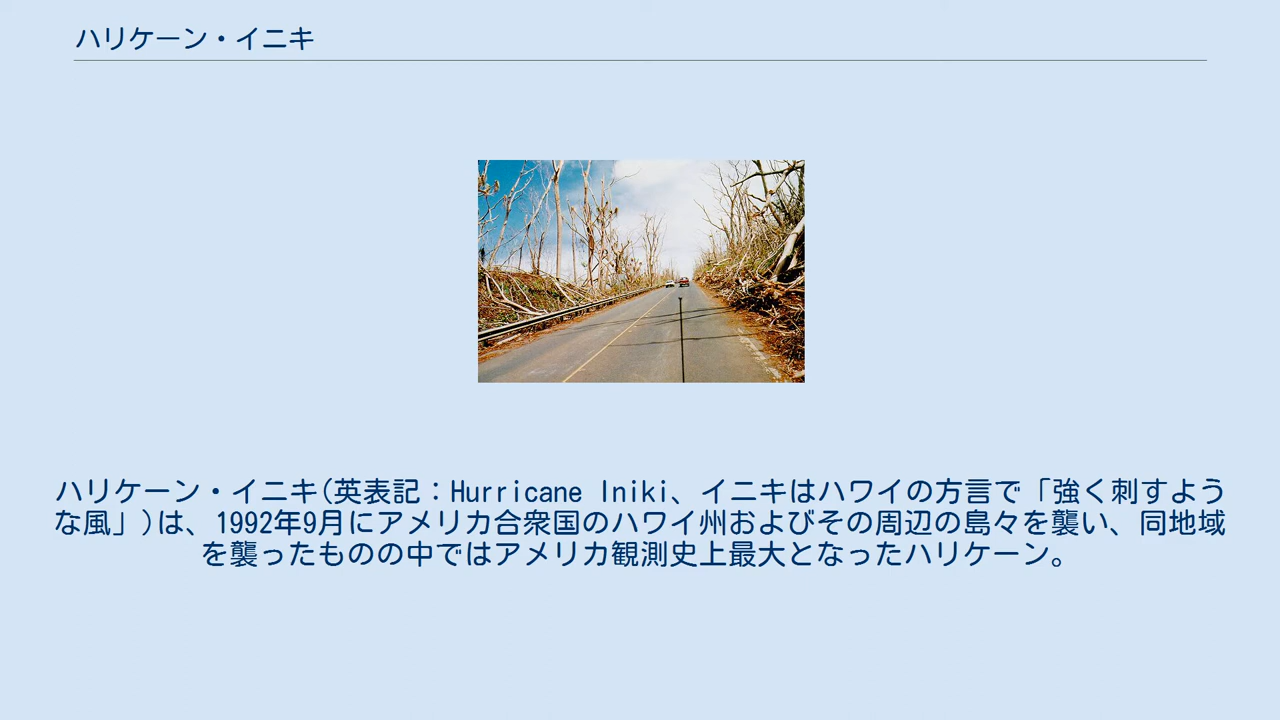 ハリケーン・イニキ
ハリケーン・イニキ(英表記：Hurricane Iniki、イニキはハワイの方言で「強く刺すよう
な風」)は、1992年9月にアメリカ合衆国のハワイ州およびその周辺の島々を襲い、同地域
を襲ったものの中ではアメリカ観測史上最大となったハリケーン。